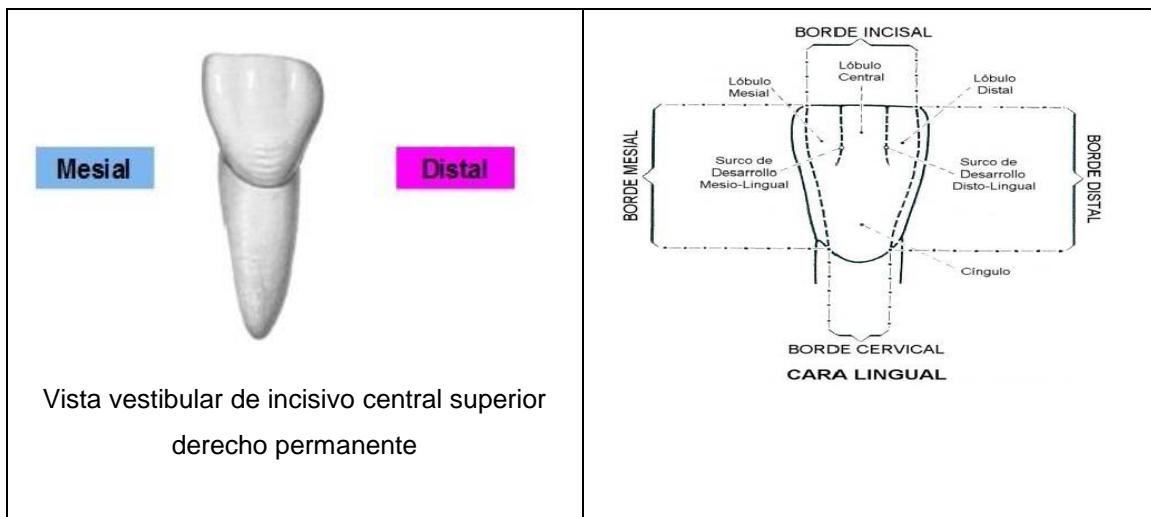 Mesial
Distal
Vista vestibular de incisivo central superior
derecho permanente
BORDE INCISAL
Lóbulo
Central
Lóbulo
Mesial
Lóbulo
Distal
Surco de
Desarrollo
Mesio-Lingual
Surco de
Desarrollo
Disto-Lingual
BORDE MESIAL
BORDE DISTAL
Cíngulo
BORDE CERVICAL
CARA LINGUAL